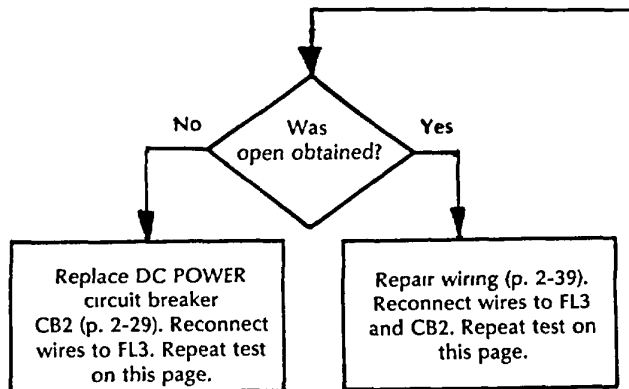 Was
open obtained?
No
Yes
Replace DC POWER
circuit breaker
CB2 (p. 2-29). Reconnect
wires to FL3. Repeat test
on this page.
Repair wiring (p. 2-39).
Reconnect wires to FL3
and CB2. Repeat test on
this page.